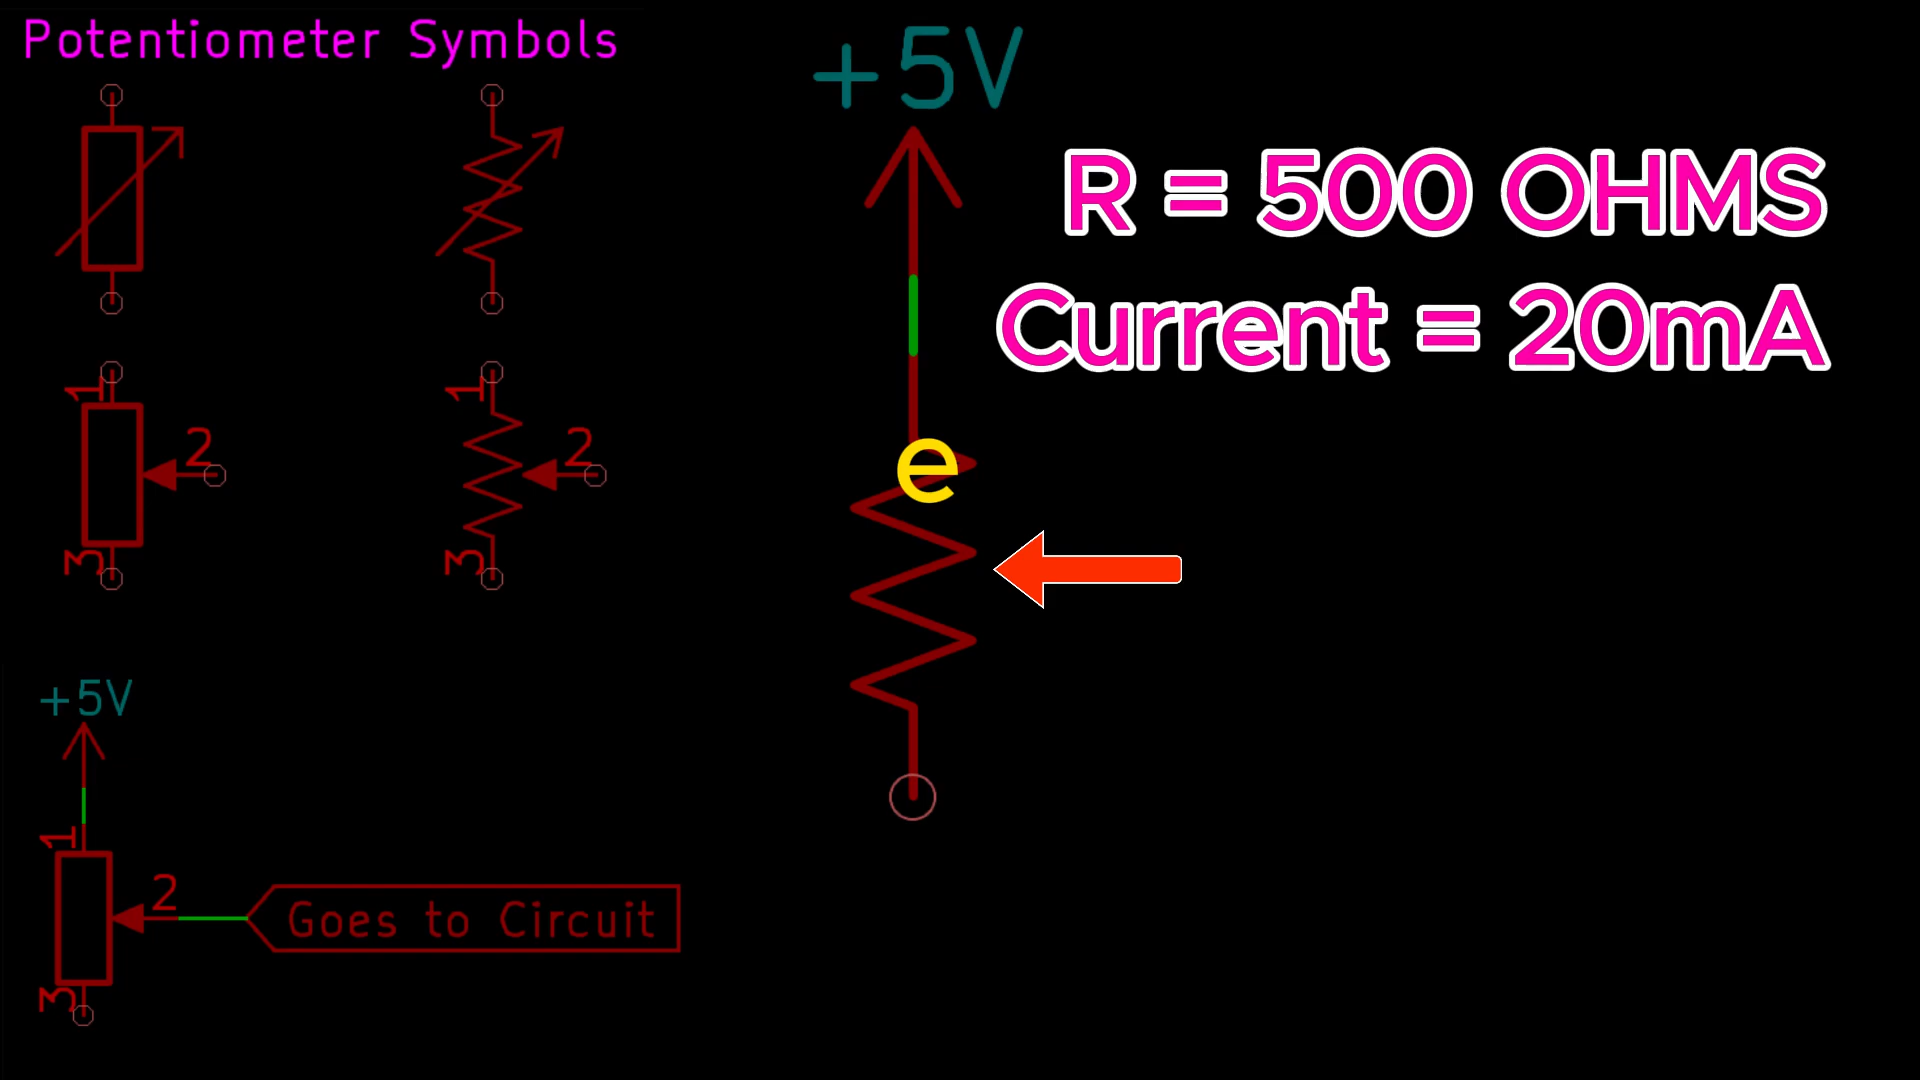 Potentiometer Symbols
1
2
3
1
2
3
+5V
1
2
3
Goes to Circuit
+5V
R = 500 OHMS
Current = 20mA
e